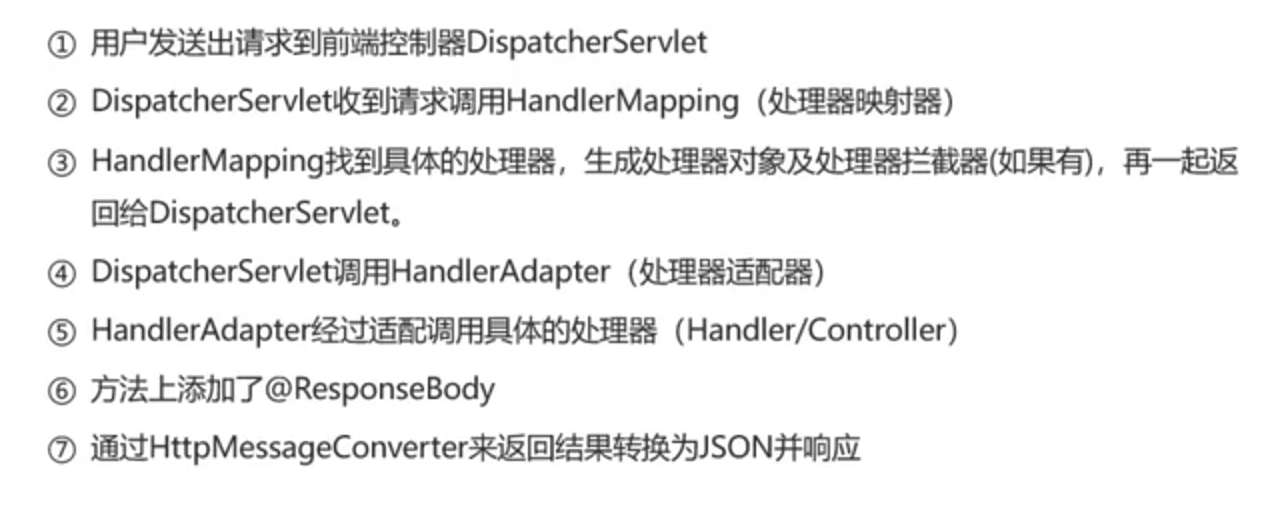 ① 用户发送出请求到前端控制器DispatcherServlet
② DispatcherServlet收到请求调用HandlerMapping（处理器映射器）
③ HandlerMapping找到具体的处理器，生成处理器对象及处理器拦截器(如果有)，再一起返
回给DispatcherServlet。
④ DispatcherServlet调用HandlerAdapter（处理器适配器）
⑤ HandlerAdapter经过适配调用具体的处理器（Handler/Controller）
⑥ 方法上添加了@ResponseBody
⑦ 通过HttpMessageConverter来返回结果转换为JSON并响应